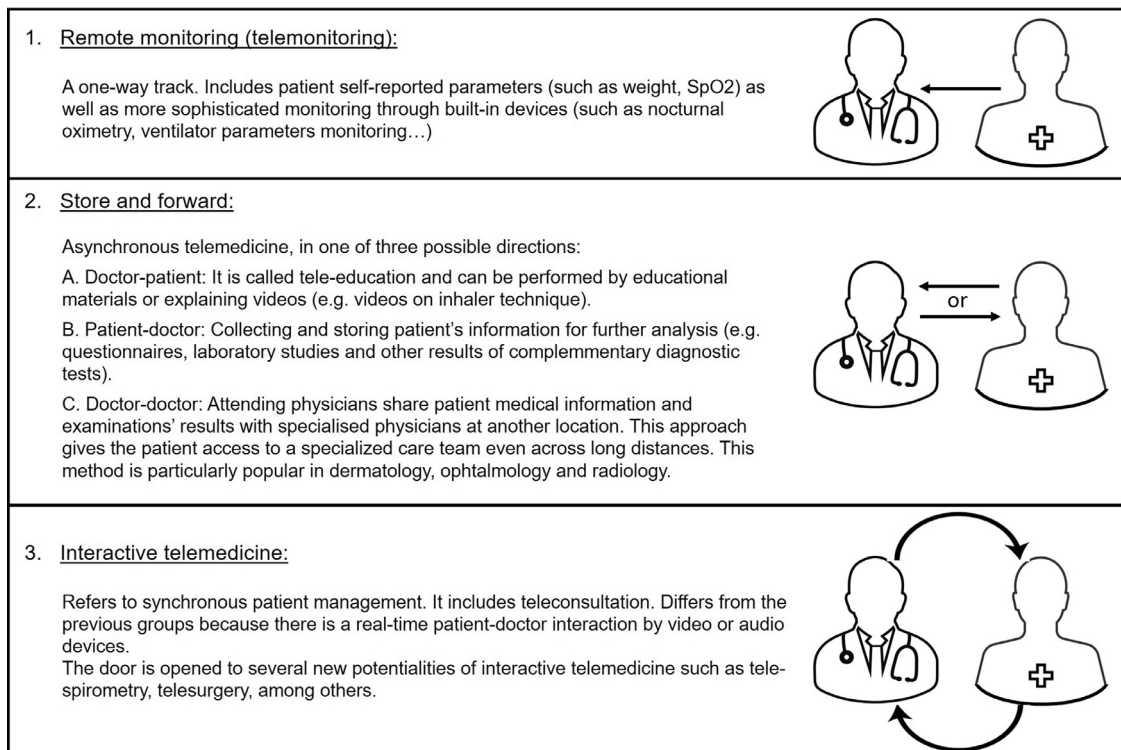 1. Remote monitoring (telemonitoring):
A one-way track. Includes patient self-reported parameters (such as weight, SpO2) as
well as more sophisticated monitoring through built-in devices (such as nocturnal
oximetry, ventilator parameters monitoring…)
2. Store and forward:
Asynchronous telemedicine, in one of three possible directions:
A. Doctor-patient: It is called tele-education and can be performed by educational
materials or explaining videos (e.g. videos on inhaler technique).
B. Patient-doctor: Collecting and storing patient’s information for further analysis (e.g.
questionnaires, laboratory studies and other results of complemmentary diagnostic
tests).
C. Doctor-doctor: Attending physicians share patient medical information and
examinations’ results with specialised physicians at another location. This approach
gives the patient access to a specialized care team even across long distances. This
method is particularly popular in dermatology, ophtalmology and radiology.
or
3. Interactive telemedicine:
Refers to synchronous patient management. It includes teleconsultation. Differs from the
previous groups because there is a real-time patient-doctor interaction by video or audio
devices.
The door is opened to several new potentialities of interactive telemedicine such as tele-
spirometry, telesurgery, among others.